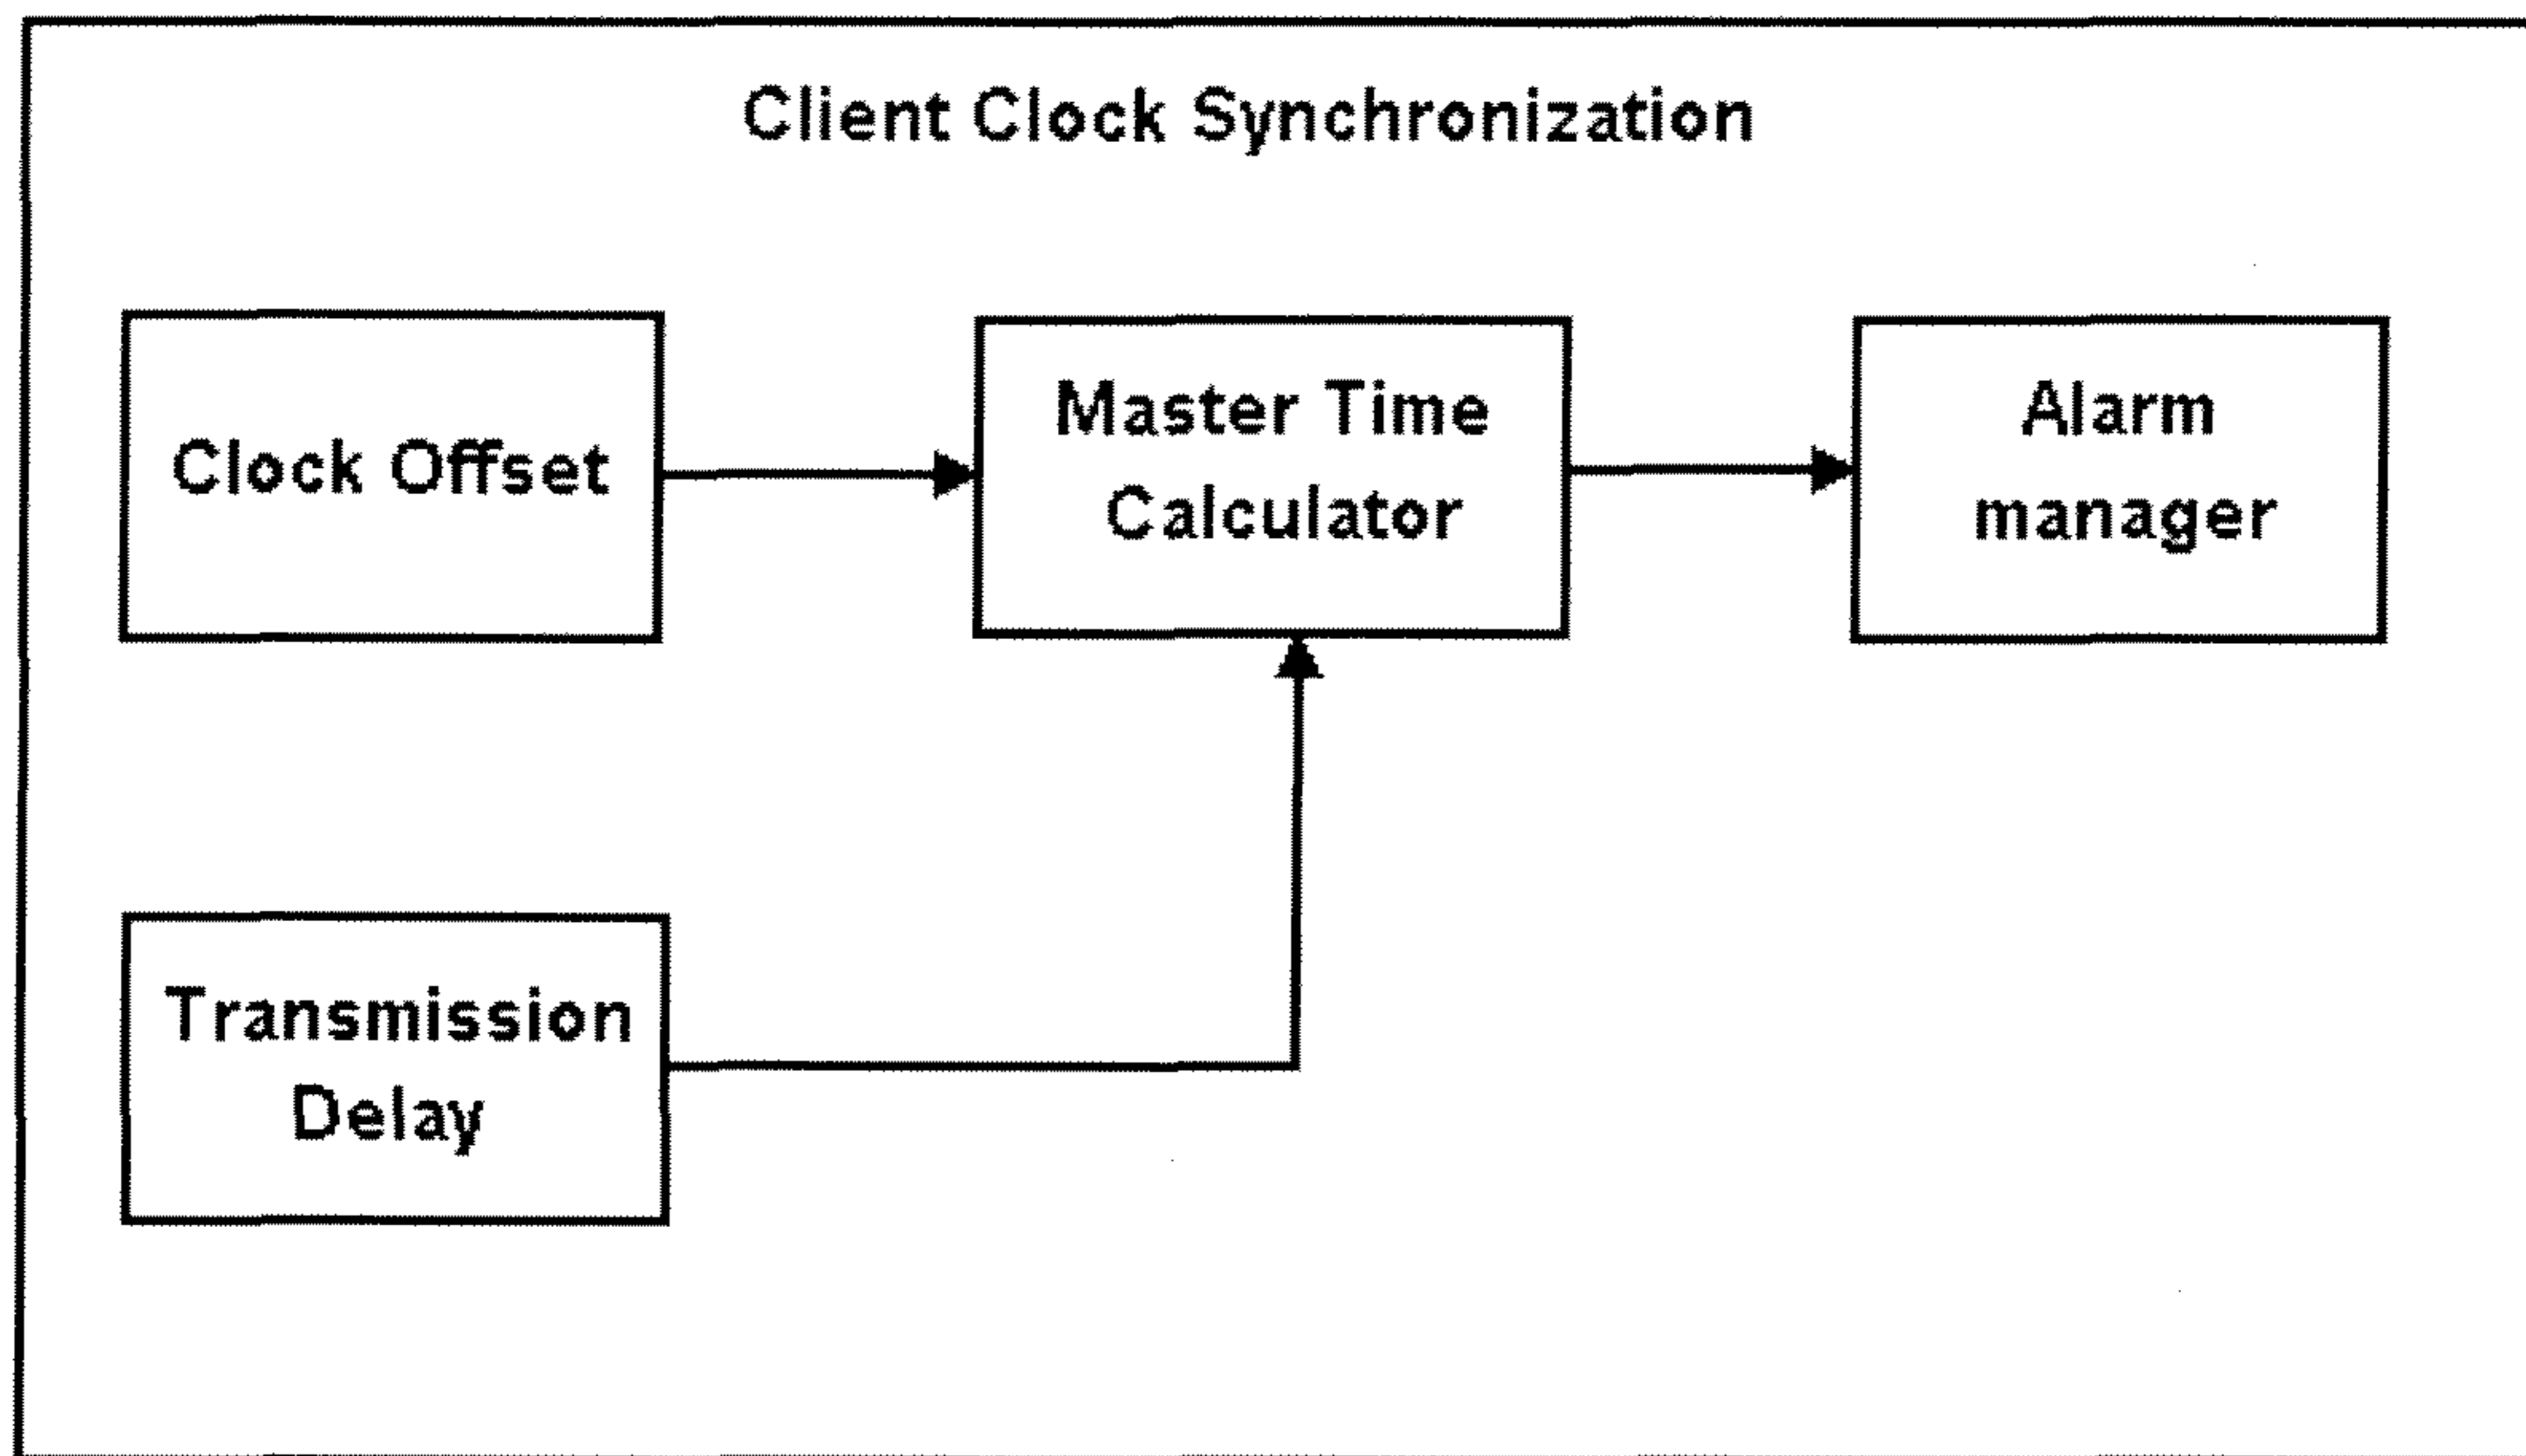 Client Clock Synchronization
Clock Offset
Master Time
Calculator
Alarm
manager
Transmission
Delay